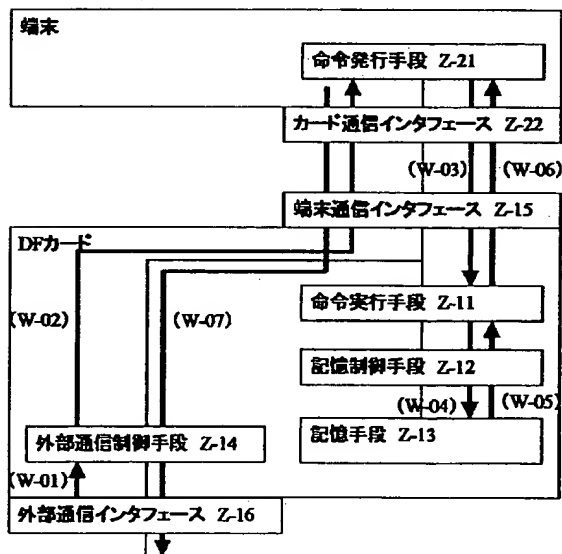 端末
命令発行手段 Z-21
カード通信インタフェース Z-22
(W-03)
(W-06)
端末通信インタフェース Z-15
DFカード
命令実行手段 Z-11
(W-02)
(W-07)
記憶制御手段 Z-12
(W-04)
(W-05)
外部通信制御手段 Z-14
記憶手段 Z-13
(W-01)
外部通信インタフェース Z-16